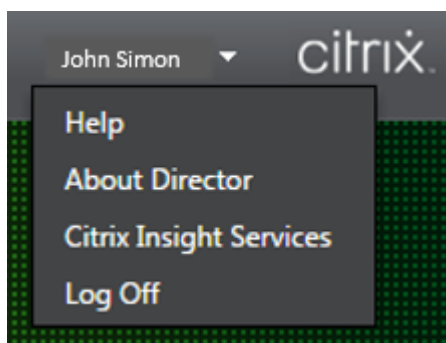 John Simon
citrix.
Help
About Director
Citrix Insight Services
Log Off